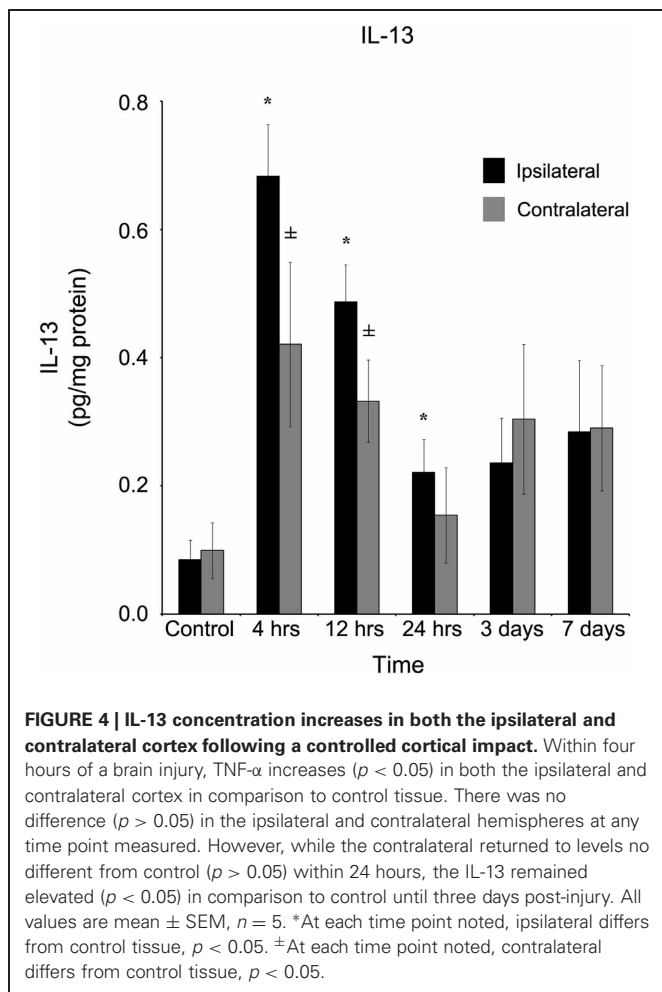 IL-13
0.8
*
Ipsilateral
Contralateral
±
0.6
*
±
IL-13
(pg/mg protein)
0.4
*
0.2
0.0
Control 4 hrs 12 hrs 24 hrs 3 days 7 days
Time
FIGURE 4 | IL-13 concentration increases in both the ipsilateral and
contralateral cortex following a controlled cortical impact. Within four
hours of a brain injury, TNF-α increases (p < 0.05) in both the ipsilateral and
contralateral cortex in comparison to control tissue. There was no
difference (p > 0.05) in the ipsilateral and contralateral hemispheres at any
time point measured. However, while the contralateral returned to levels no
different from control (p > 0.05) within 24 hours, the IL-13 remained
elevated (p < 0.05) in comparison to control until three days post-injury. All
values are mean ± SEM, n = 5. *At each time point noted, ipsilateral differs
from control tissue, p < 0.05. ±At each time point noted, contralateral
differs from control tissue, p < 0.05.